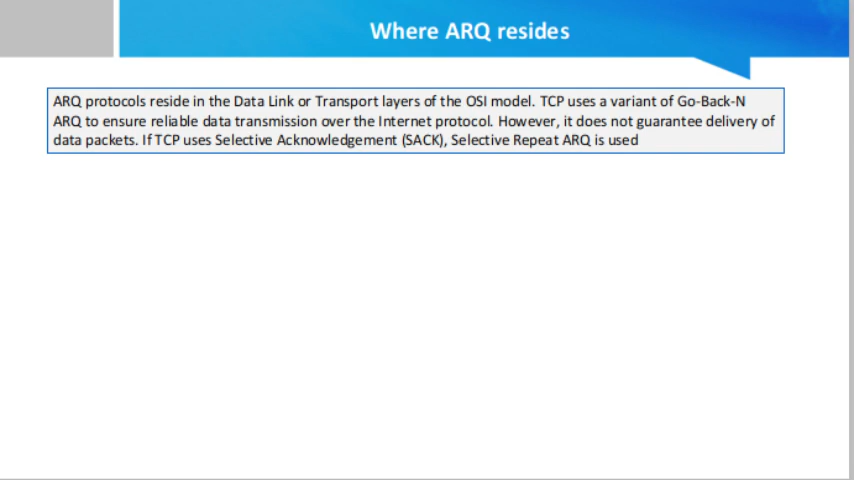 Where ARQ resides
ARQ protocols reside in the Data Link or Transport layers of the OSI model. TCP uses a variant of Go-Back-N
ARQ to ensure reliable data transmission over the Internet protocol. However, it does not guarantee delivery of
data packets. If TCP uses Selective Acknowledgement (SACK), Selective Repeat ARQ is used